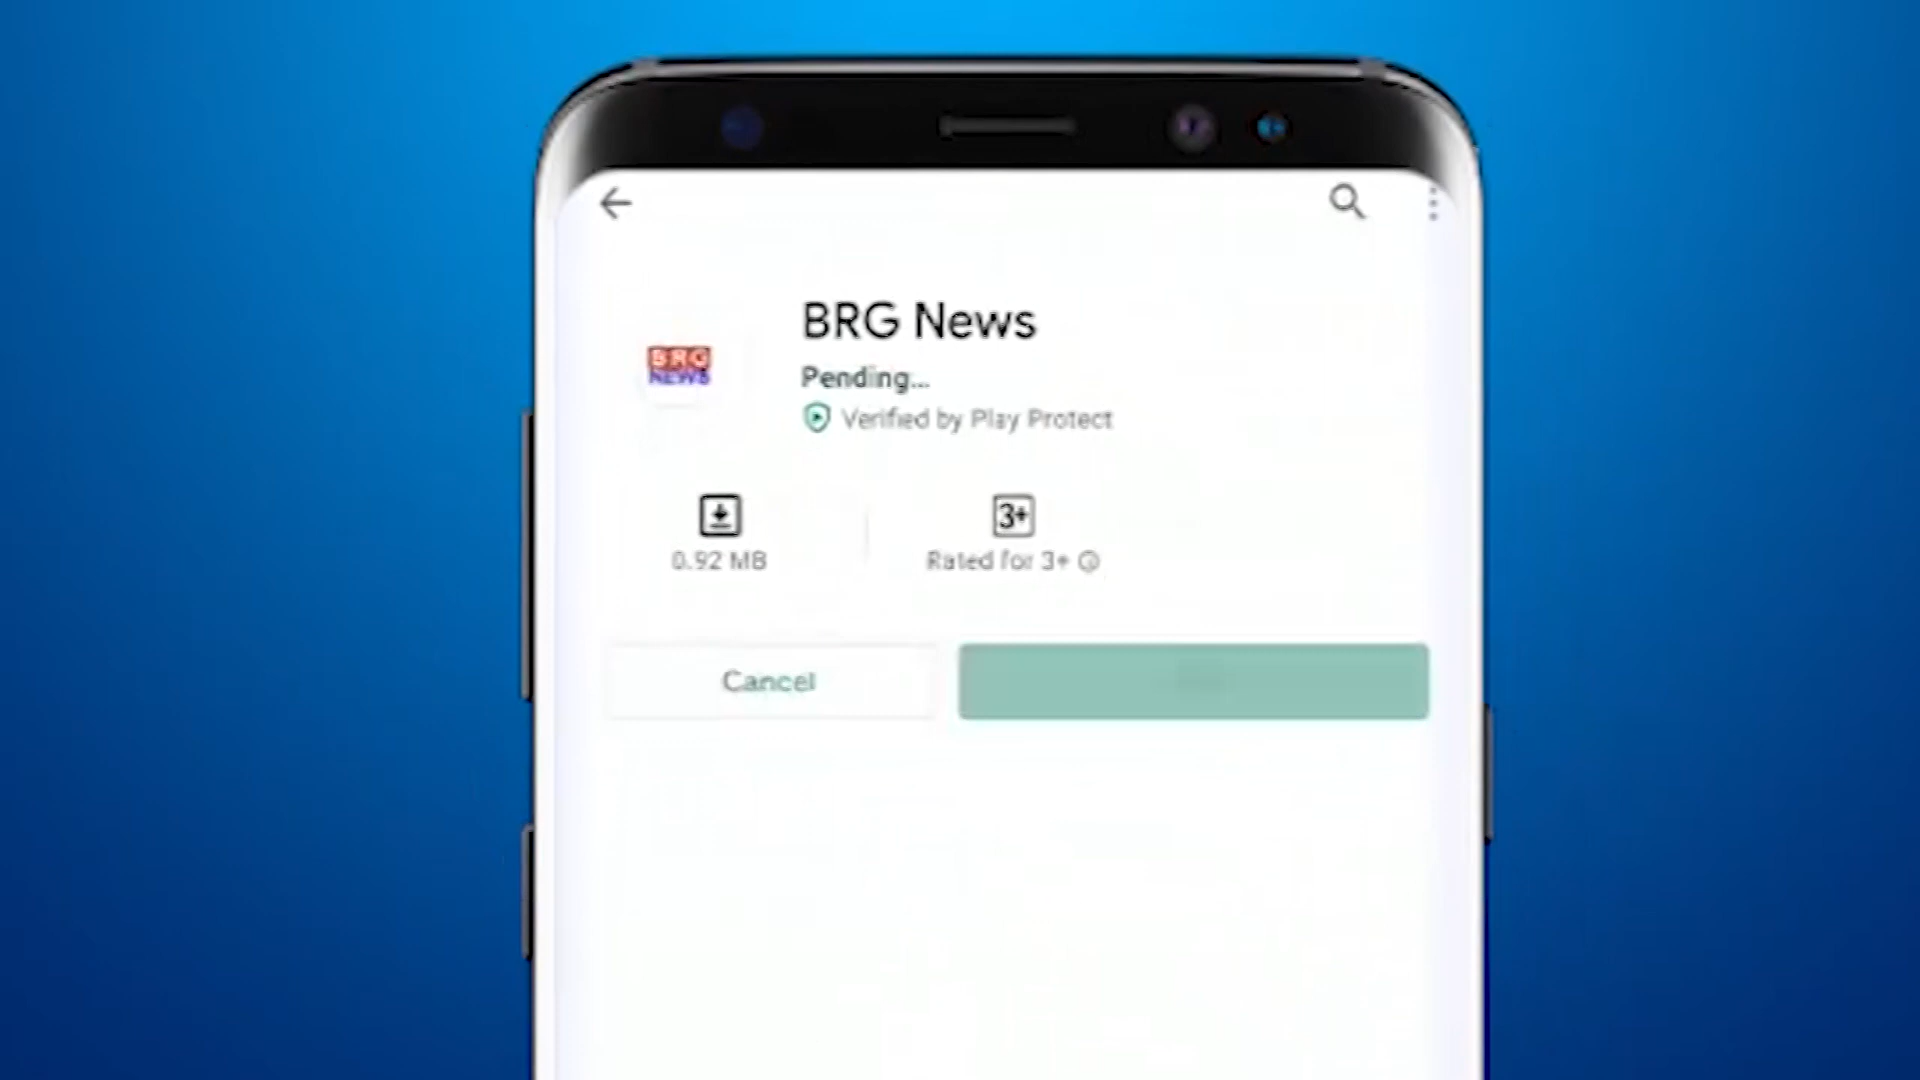 BRG News
BRG
NEWS
Pending...
Verified by Play Protect
3+
0.92 MB
Rated for 3+
Cancel